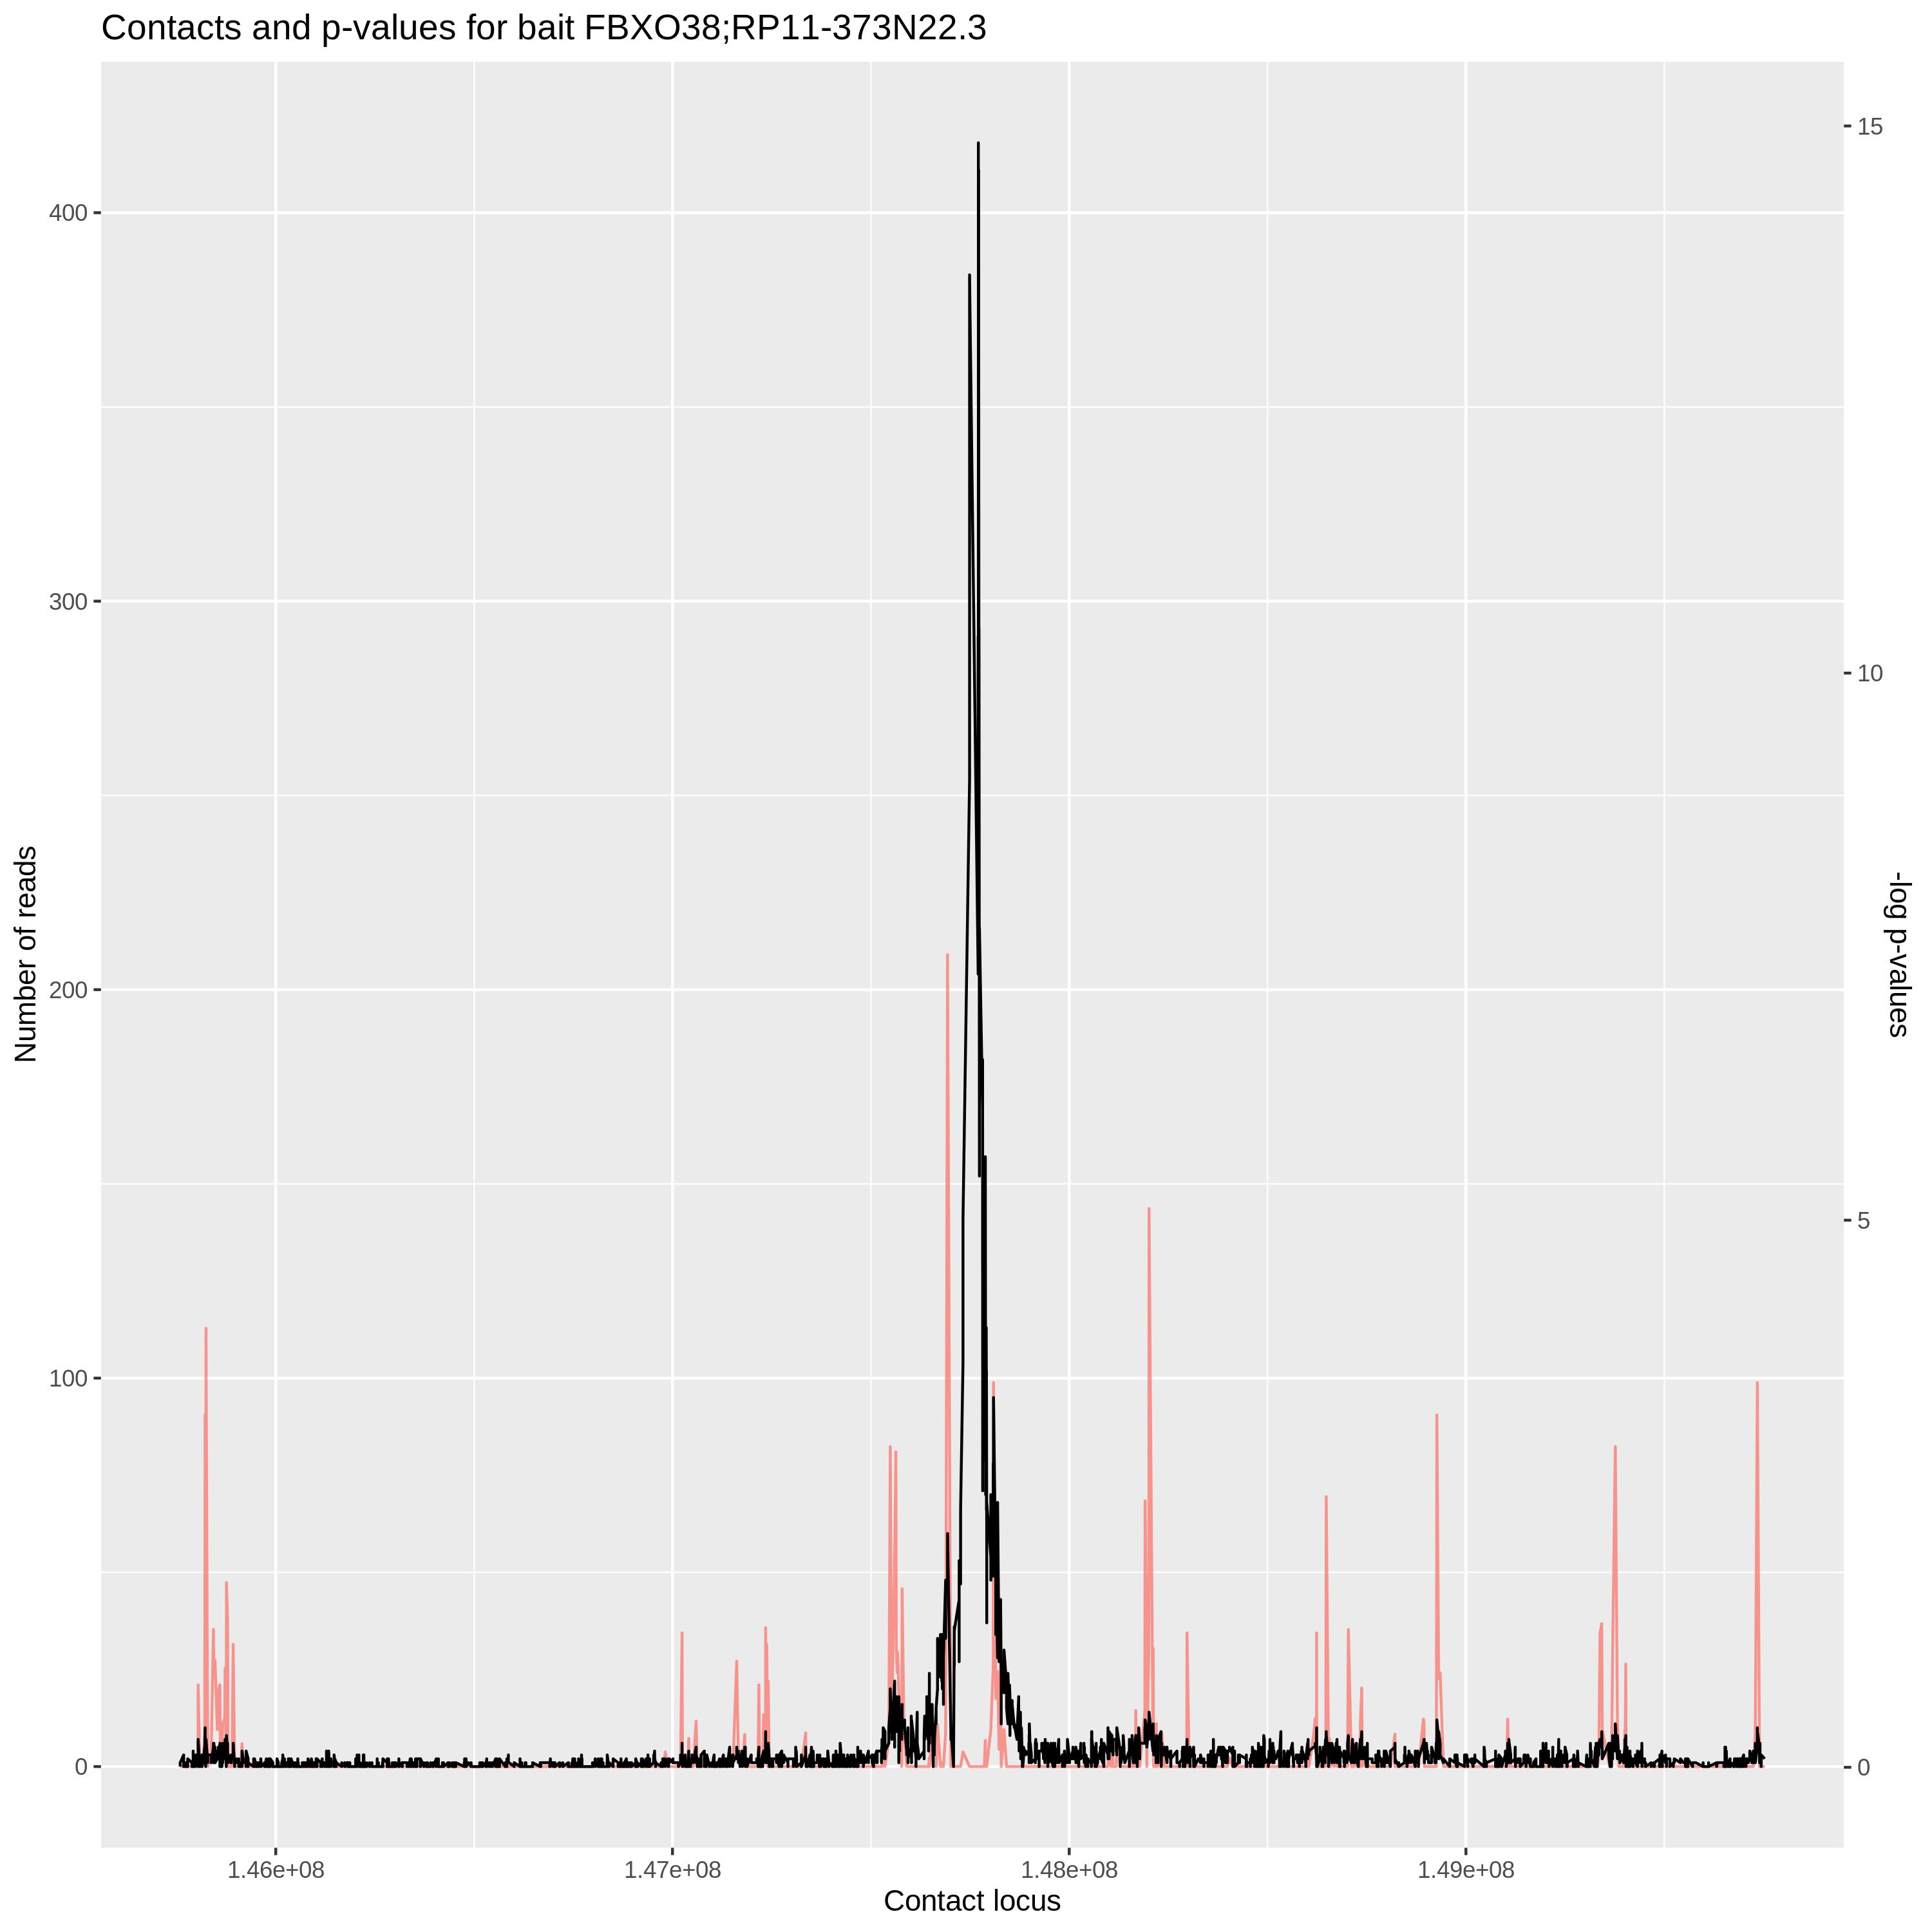 Contacts and p-values for bait FBXO38;RP11-373N22.3
400
300
200
100
0
Number of reads
15
10
5
0
-log p-values
1.46e+08
1.47e+08
1.48e+08
1.49e+08
Contact locus